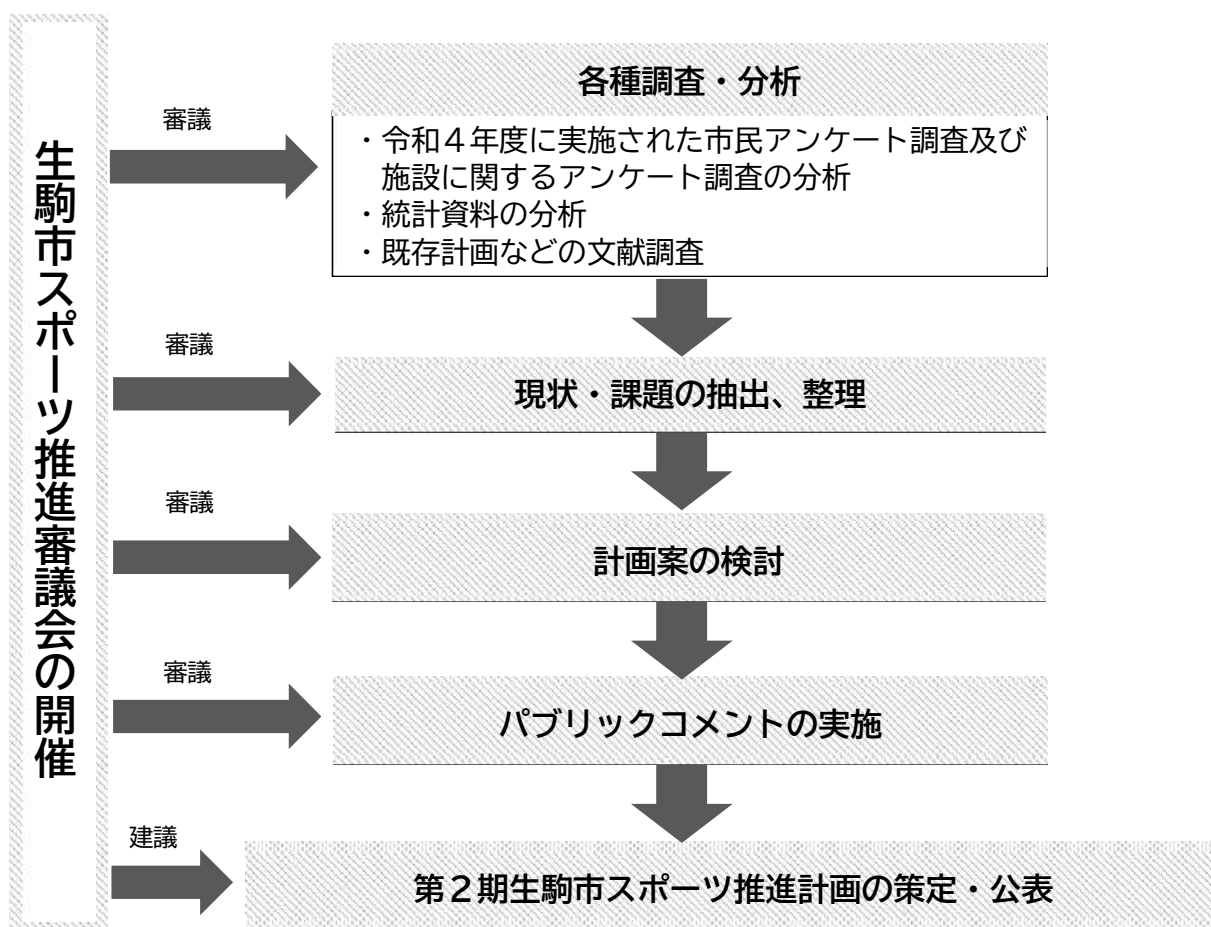 生駒市スポーツ推進審議会の開催
審議
各種調査・分析
・令和４年度に実施された市民アンケート調査及び
施設に関するアンケート調査の分析
・統計資料の分析
・既存計画などの文献調査
審議
現状・課題の抽出、整理
審議
計画案の検討
審議
パブリックコメントの実施
建議
第２期生駒市スポーツ推進計画の策定・公表